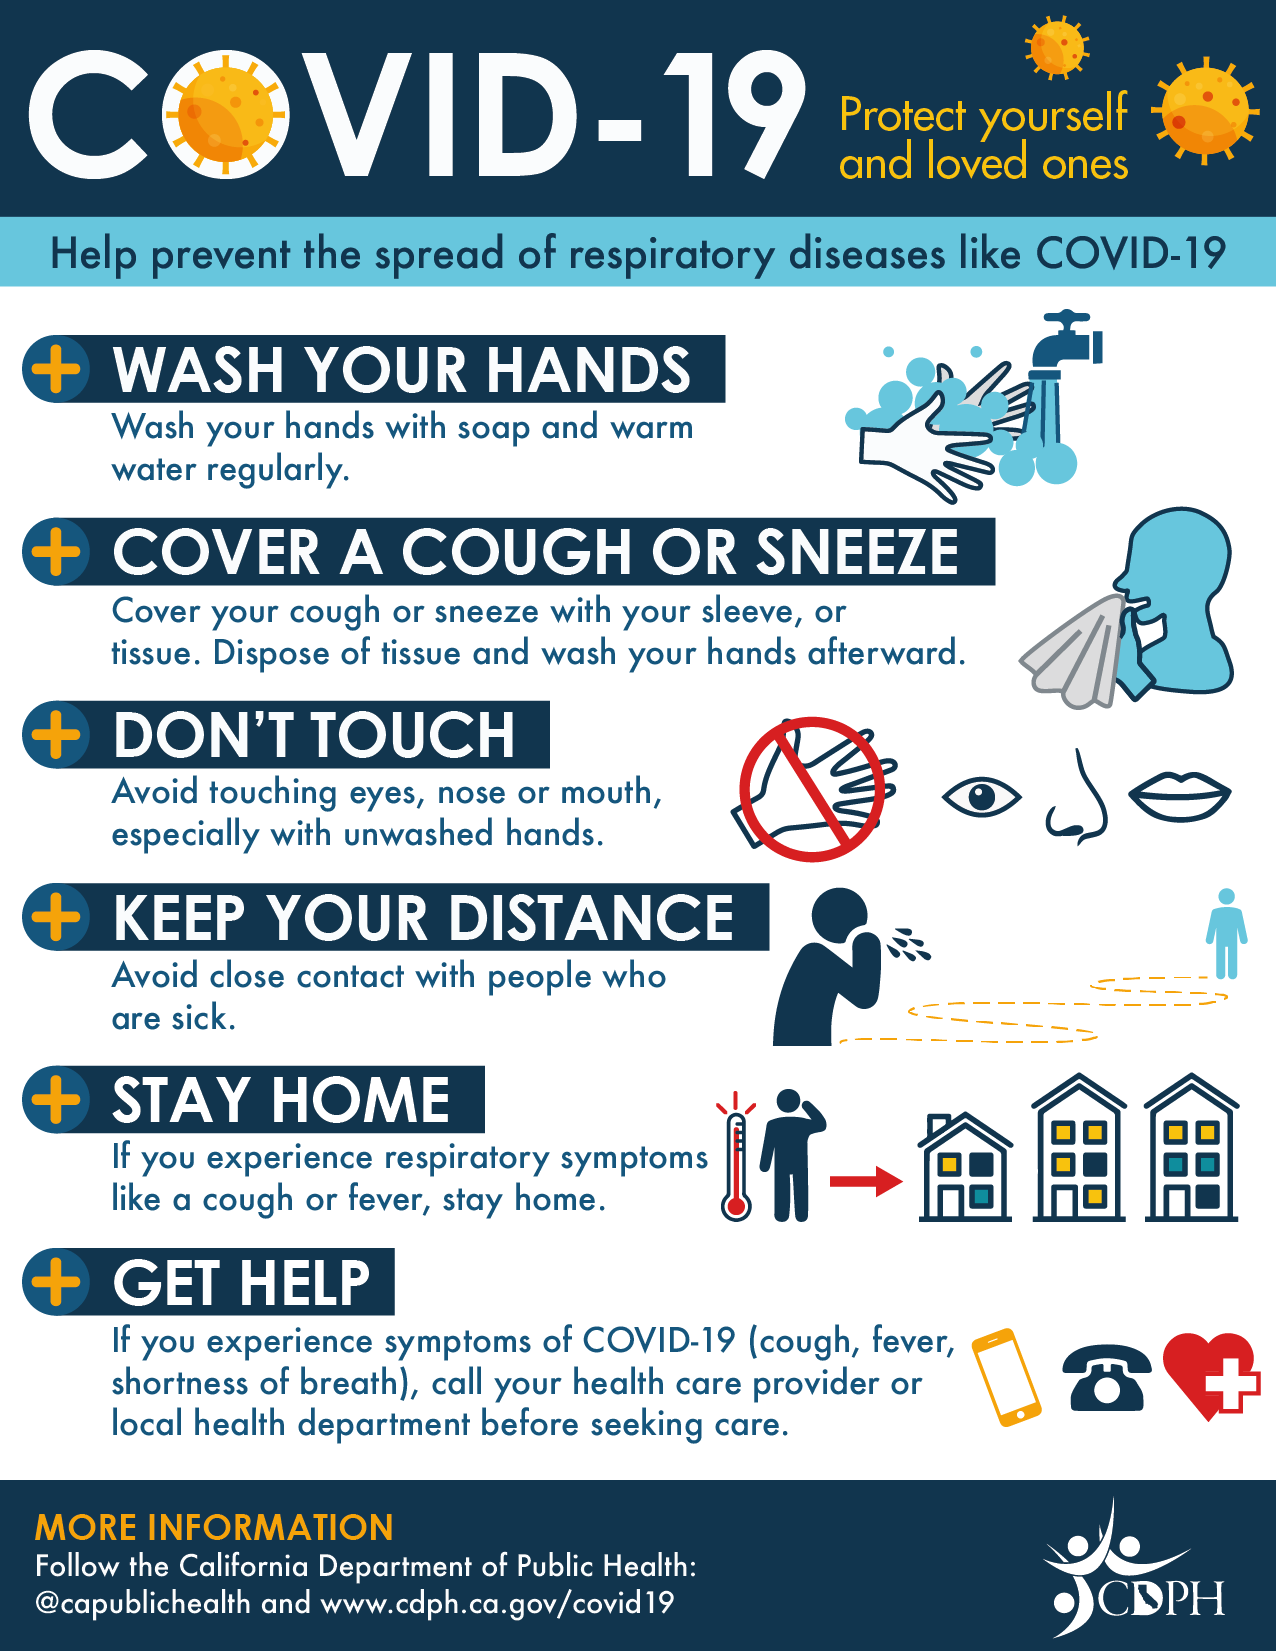 COVID-19
Protect yourself
and loved ones
Help prevent the spread of respiratory diseases like COVID-19
WASH YOUR HANDS
Wash your hands with soap and warm
water regularly.
COVER A COUGH OR SNEEZE
Cover your cough or sneeze with your sleeve, or
tissue. Dispose of tissue and wash your hands afterward.
DON'T TOUCH
Avoid touching eyes, nose or mouth,
especially with unwashed hands.
KEEP YOUR DISTANCE
Avoid close contact with people who
are sick.
STAY HOME
If you experience respiratory symptoms
like a cough or fever, stay home.
GET HELP
If you experience symptoms of COVID-19 (cough, fever,
shortness of breath), call your health care provider or
local health department before seeking care.
MORE INFORMATION
Follow the California Department of Public Health:
@capublichealth and www.cdph.ca.gov/covid19
CDPH